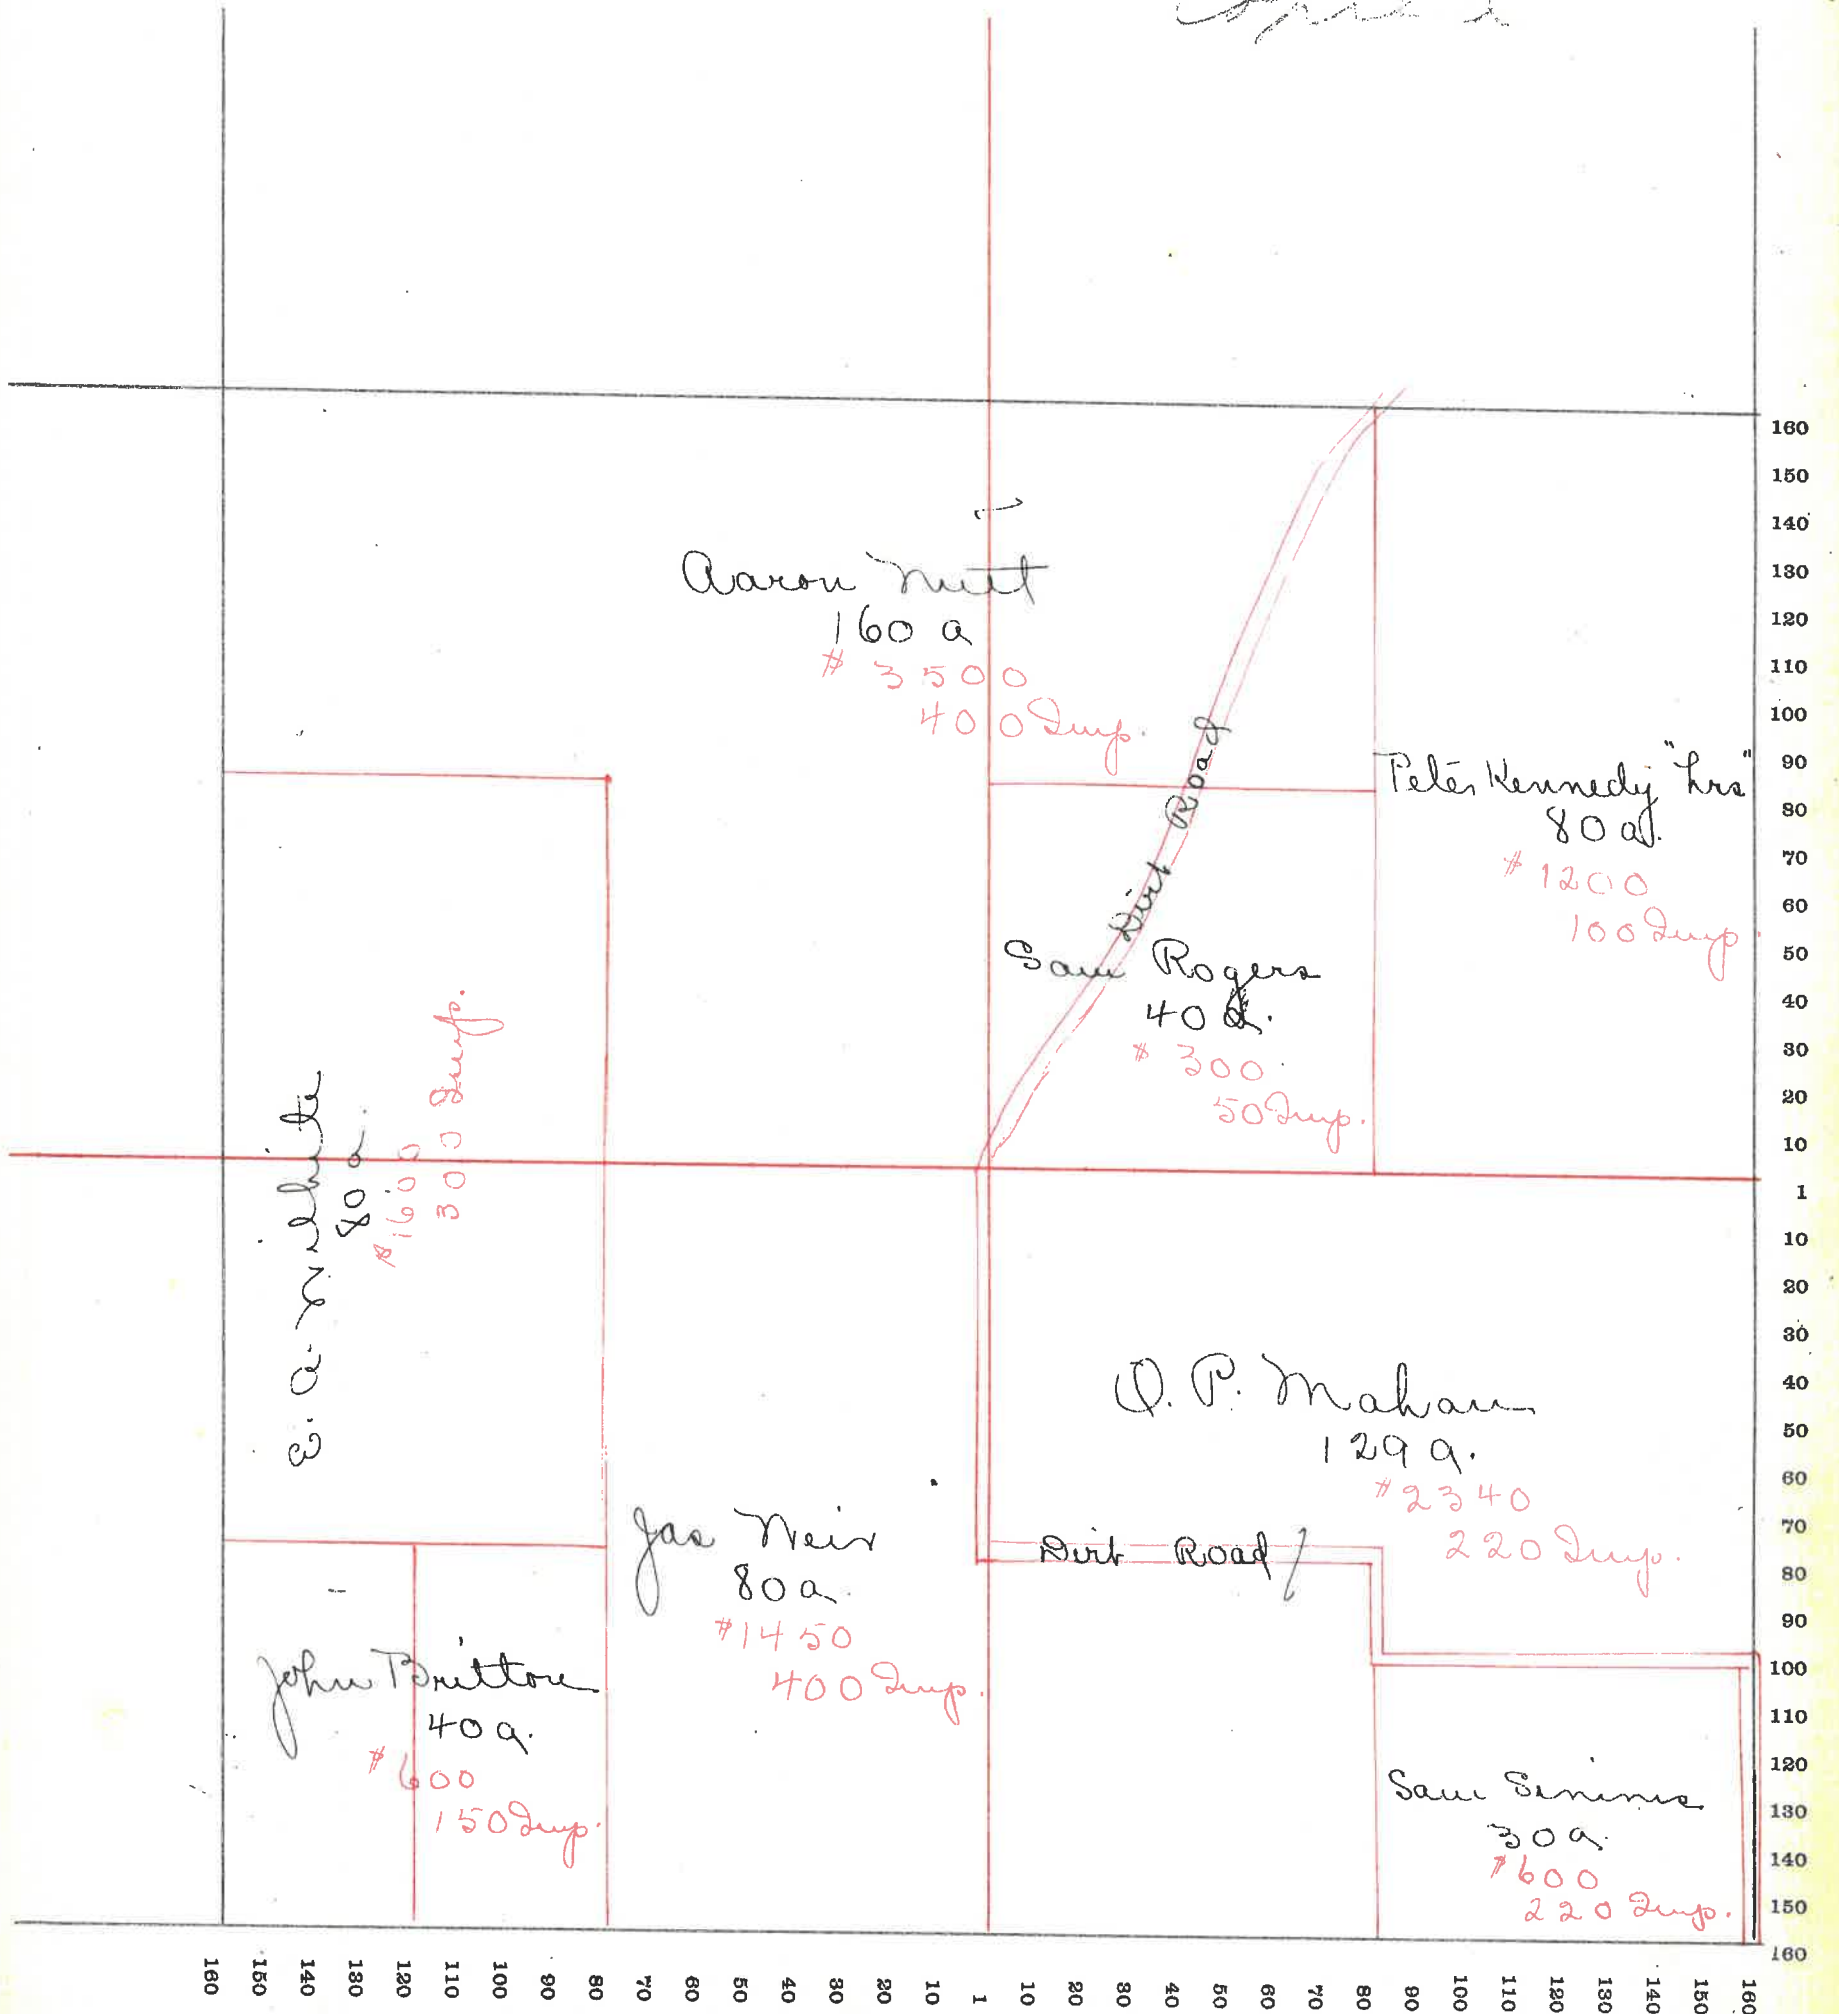 Aaron Nutt
160 a
$ 3500
400 Imp.
Dirt Road
Peter Kennedy "hrs"
80 a.
$ 1200
100 Imp
Sam Rogers
40 a.
$ 300
50 Imp.
80 a
$1600
300 Imp.
O. P. Mahan
129 a.
$2340
220 Imp.
Jas Weir
80 a.
$1450
400 Imp.
Dirt Road
John Britton
40 a.
$600
150 Imp.
Sam
30 a.
$600
220 Imp.
160
150
140
130
120
110
100
90
80
70
60
50
40
30
20
10
1
10
20
30
40
50
60
70
80
90
100
110
120
130
140
150
160
160 150 140 130 120 110 100 90 80 70 60 50 40 30 20 10 1 10 20 30 40 50 60 70 80 90 100 110 120 130 140 150 160